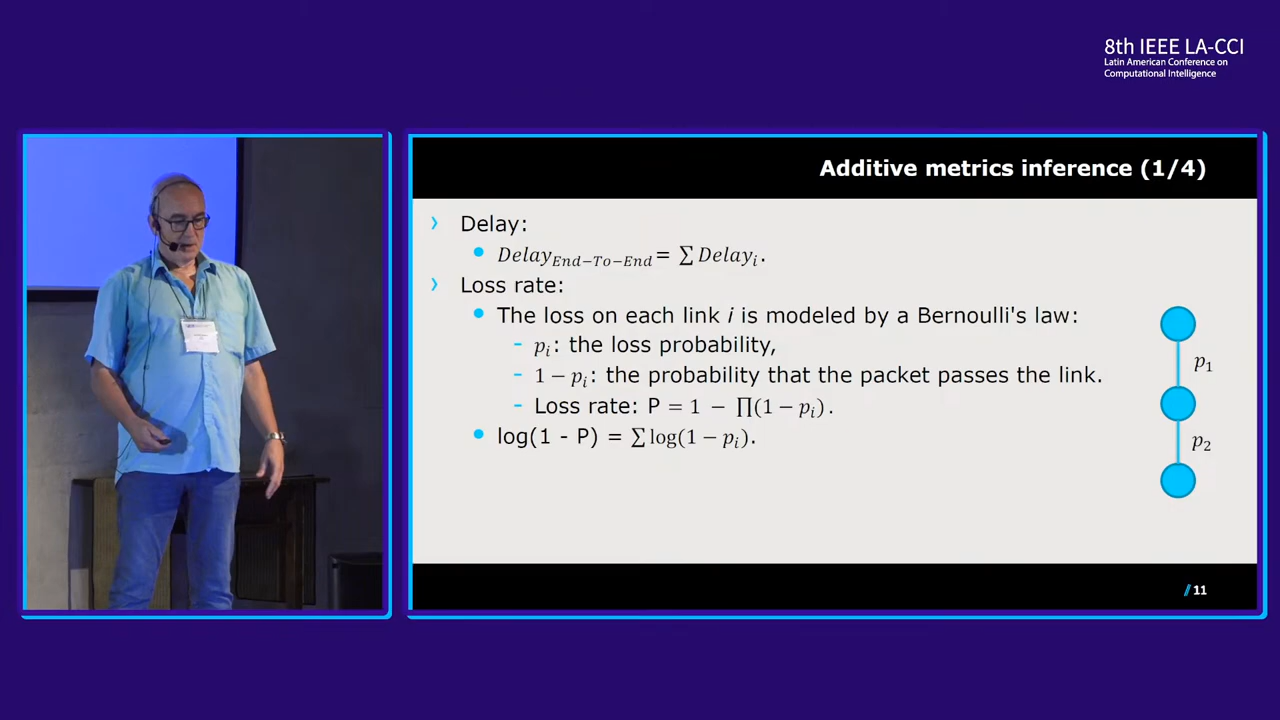 8th IEEE LA-CCI
Latin American Conference on
Computational Intelligence
Additive metrics inference (1/4)
› Delay:
• Delay_{End−To−End} = ∑ Delay_i.
› Loss rate:
• The loss on each link i is modeled by a Bernoulli's law:
- p_i: the loss probability,
- 1 − p_i: the probability that the packet passes the link.
- Loss rate: P = 1 − ∏(1 − p_i).
• log(1 - P) = ∑ log(1 − p_i).
p_1
p_2
// 11